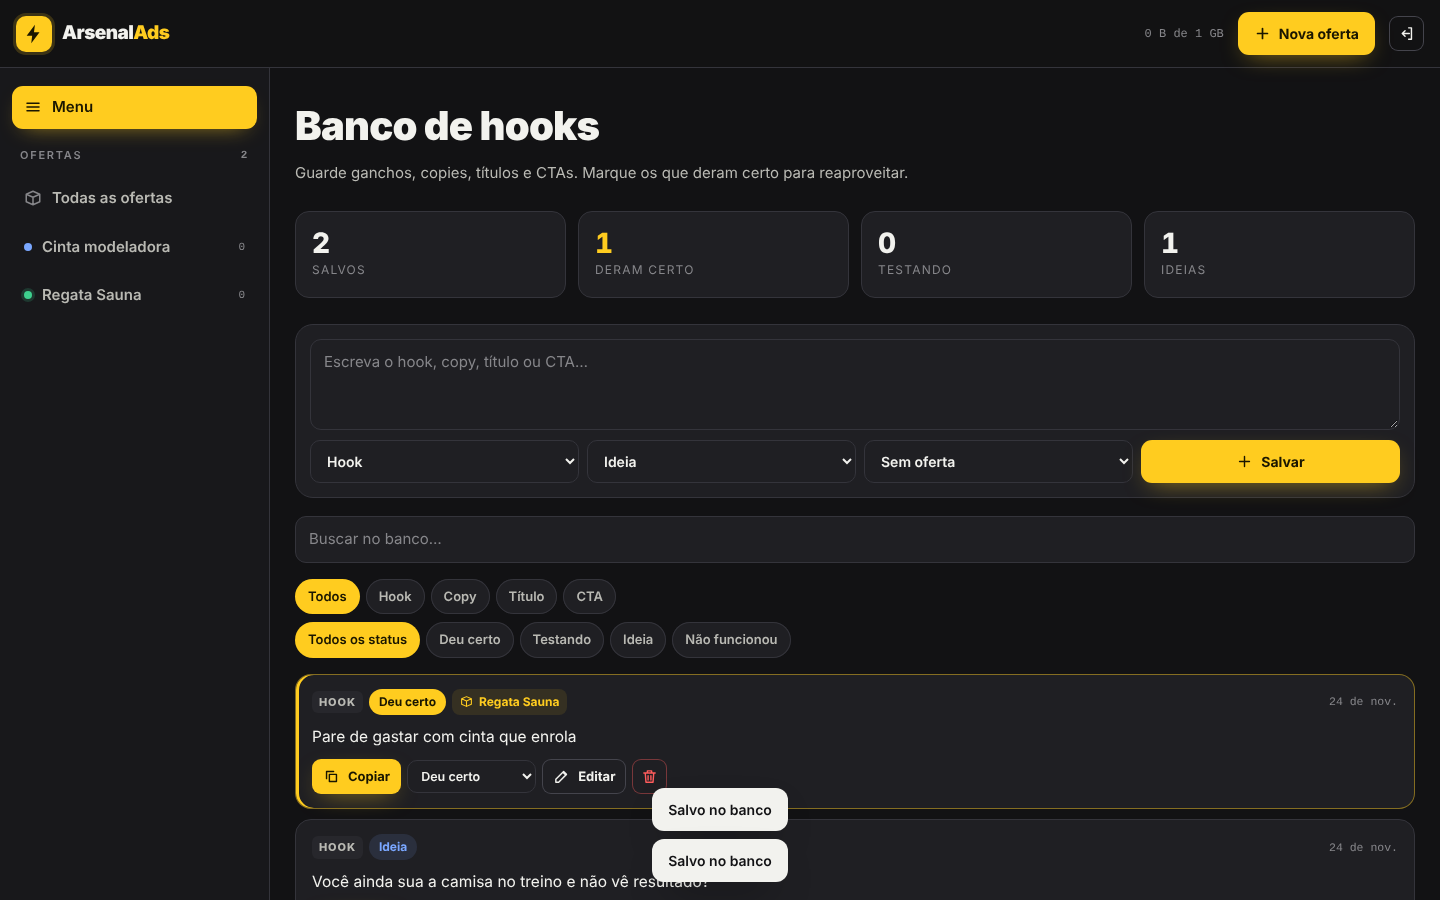 ArsenalAds
0 B de 1 GB
Nova oferta
Menu
OFERTAS 2
Todas as ofertas
Cinta modeladora 0
Regata Sauna 0
Banco de hooks
Guarde ganchos, copies, títulos e CTAs. Marque os que deram certo para reaproveitar.
2
SALVOS
1
DERAM CERTO
0
TESTANDO
1
IDEIAS
Escreva o hook, copy, título ou CTA...
Hook
Ideia
Sem oferta
Salvar
Buscar no banco...
Todos Hook Copy Título CTA
Todos os status Deu certo Testando Ideia Não funcionou
HOOK Deu certo Regata Sauna 24 de nov.
Pare de gastar com cinta que enrola
Copiar Deu certo Editar
Salvo no banco
HOOK Ideia 24 de nov.
Salvo no banco
Você ainda sua a camisa no treino e não vê resultado?